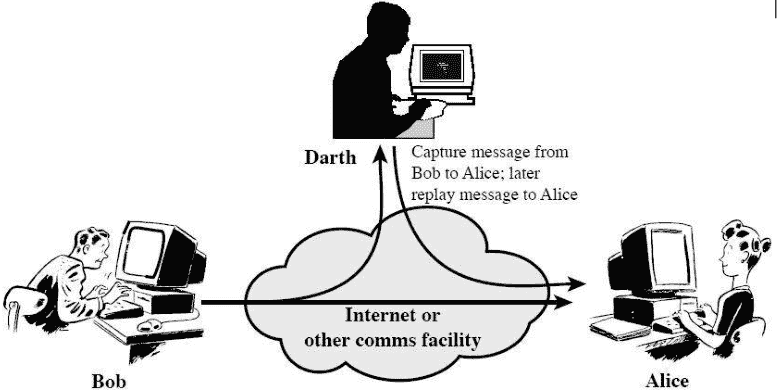 Darth
Capture message from
Bob to Alice; later
replay message to Alice
Internet or
other comms facility
Bob
Alice